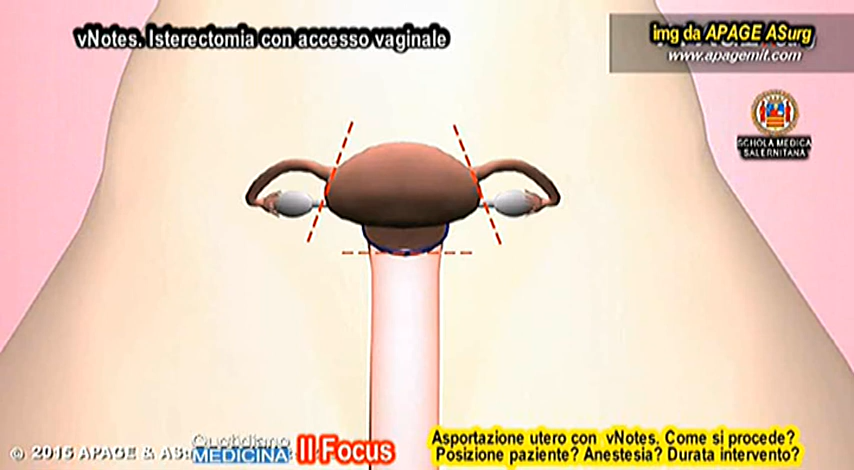 vNotes. Isterectomia con accesso vaginale
img da APAGE ASurg
www.apagemit.com
SCHOLA MEDICA
SALERNITANA
© 2015 APAGE &
Quotidiano
MEDICINA
Il Focus
Asportazione utero con vNotes. Come si procede?
Posizione paziente? Anestesia? Durata intervento?